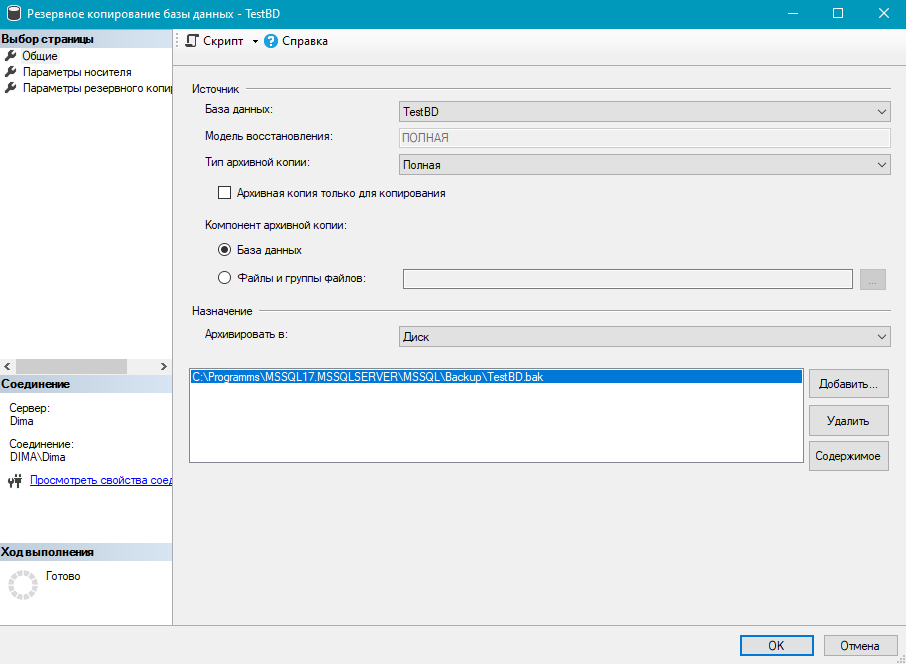 Резервное копирование базы данных - TestBD
Выбор страницы
Общие
Параметры носителя
Параметры резервного копи
Скрипт
Справка
Источник
База данных:
TestBD
Модель восстановления:
ПОЛНАЯ
Тип архивной копии:
Полная
Архивная копия только для копирования
Компонент архивной копии:
База данных
Файлы и группы файлов:
...
Назначение
Архивировать в:
Диск
C:\Programms\MSSQL17.MSSQLSERVER\MSSQL\Backup\TestBD.bak
Добавить...
Удалить
Содержимое
Соединение
Сервер:
Dima
Соединение:
DIMA\Dima
Просмотреть свойства соед
Ход выполнения
Готово
OK
Отмена